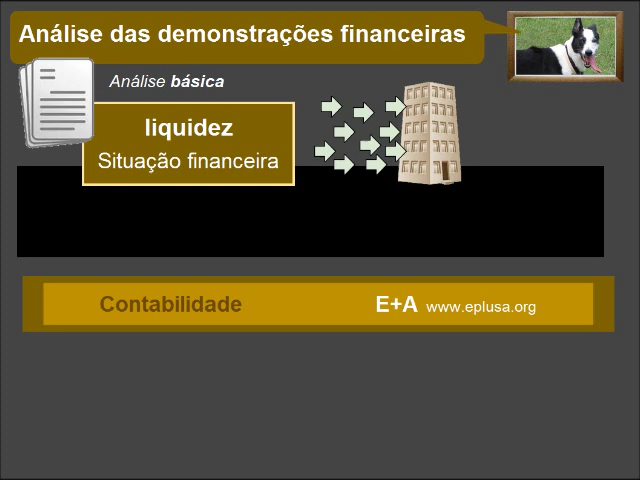 Análise das demonstrações financeiras
Análise básica
liquidez
Situação financeira
Contabilidade
E+A www.eplusa.org